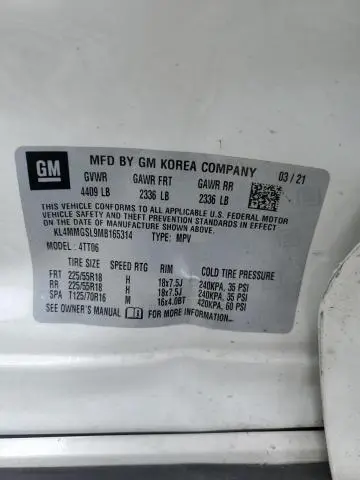 GM
MFD BY GM KOREA COMPANY
03/21
GVWR GAWR FRT GAWR RR
4409 LB 2336 LB 2336 LB
THIS VEHICLE CONFORMS TO ALL APPLICABLE U.S. FEDERAL MOTOR
VEHICLE SAFETY, BUMPER, AND THEFT PREVENTION STANDARDS IN
EFFECT ON THE DATE OF MANUFACTURE SHOWN ABOVE.
KL4MMGSL9MB165314 TYPE: MPV
MODEL: 4TT06
TIRE SIZE SPEED RTG RIM COLD TIRE PRESSURE
FRT 225/55R18 H 18x7.5J 240KPA, 35 PSI
RR 225/55R18 H 18x7.5J 240KPA, 35 PSI
SPA T125/70R16 M 16x4.0BT 420KPA, 60 PSI
SEE OWNER'S MANUAL FOR MORE INFORMATION.